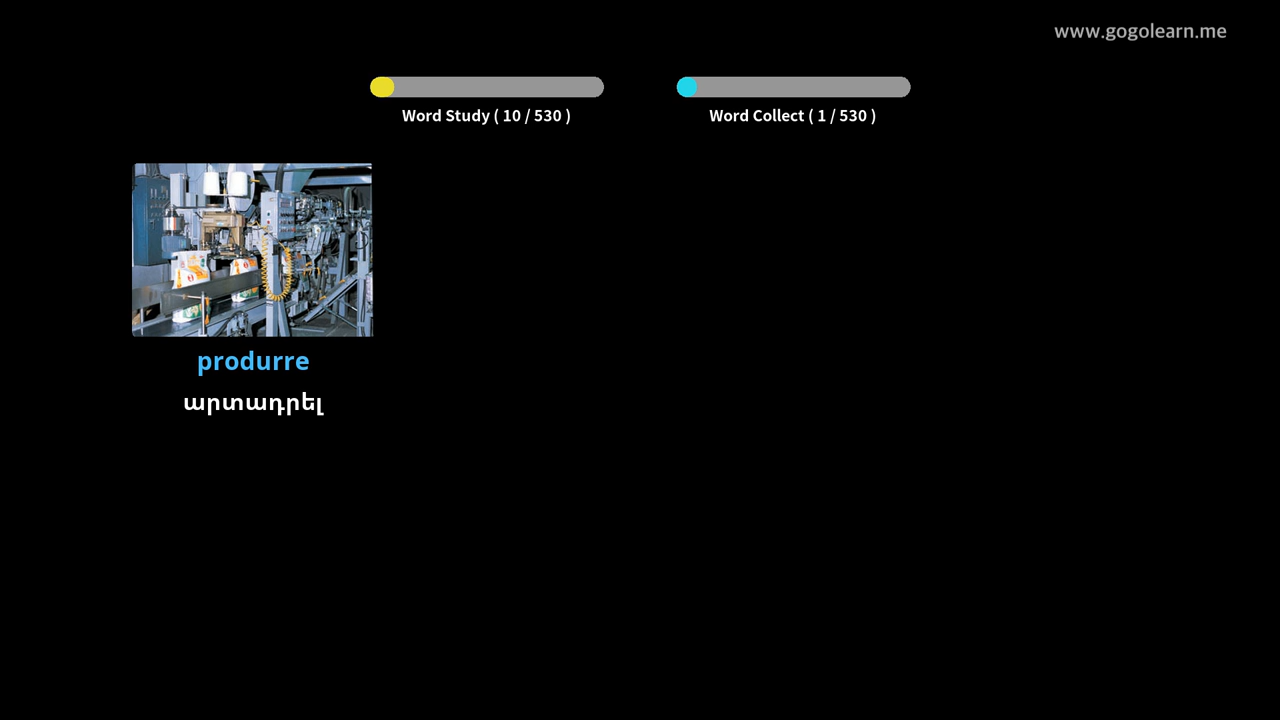 www.gogolearn.me
Word Study ( 10 / 530 )
Word Collect ( 1 / 530 )
produrre
արտադրել